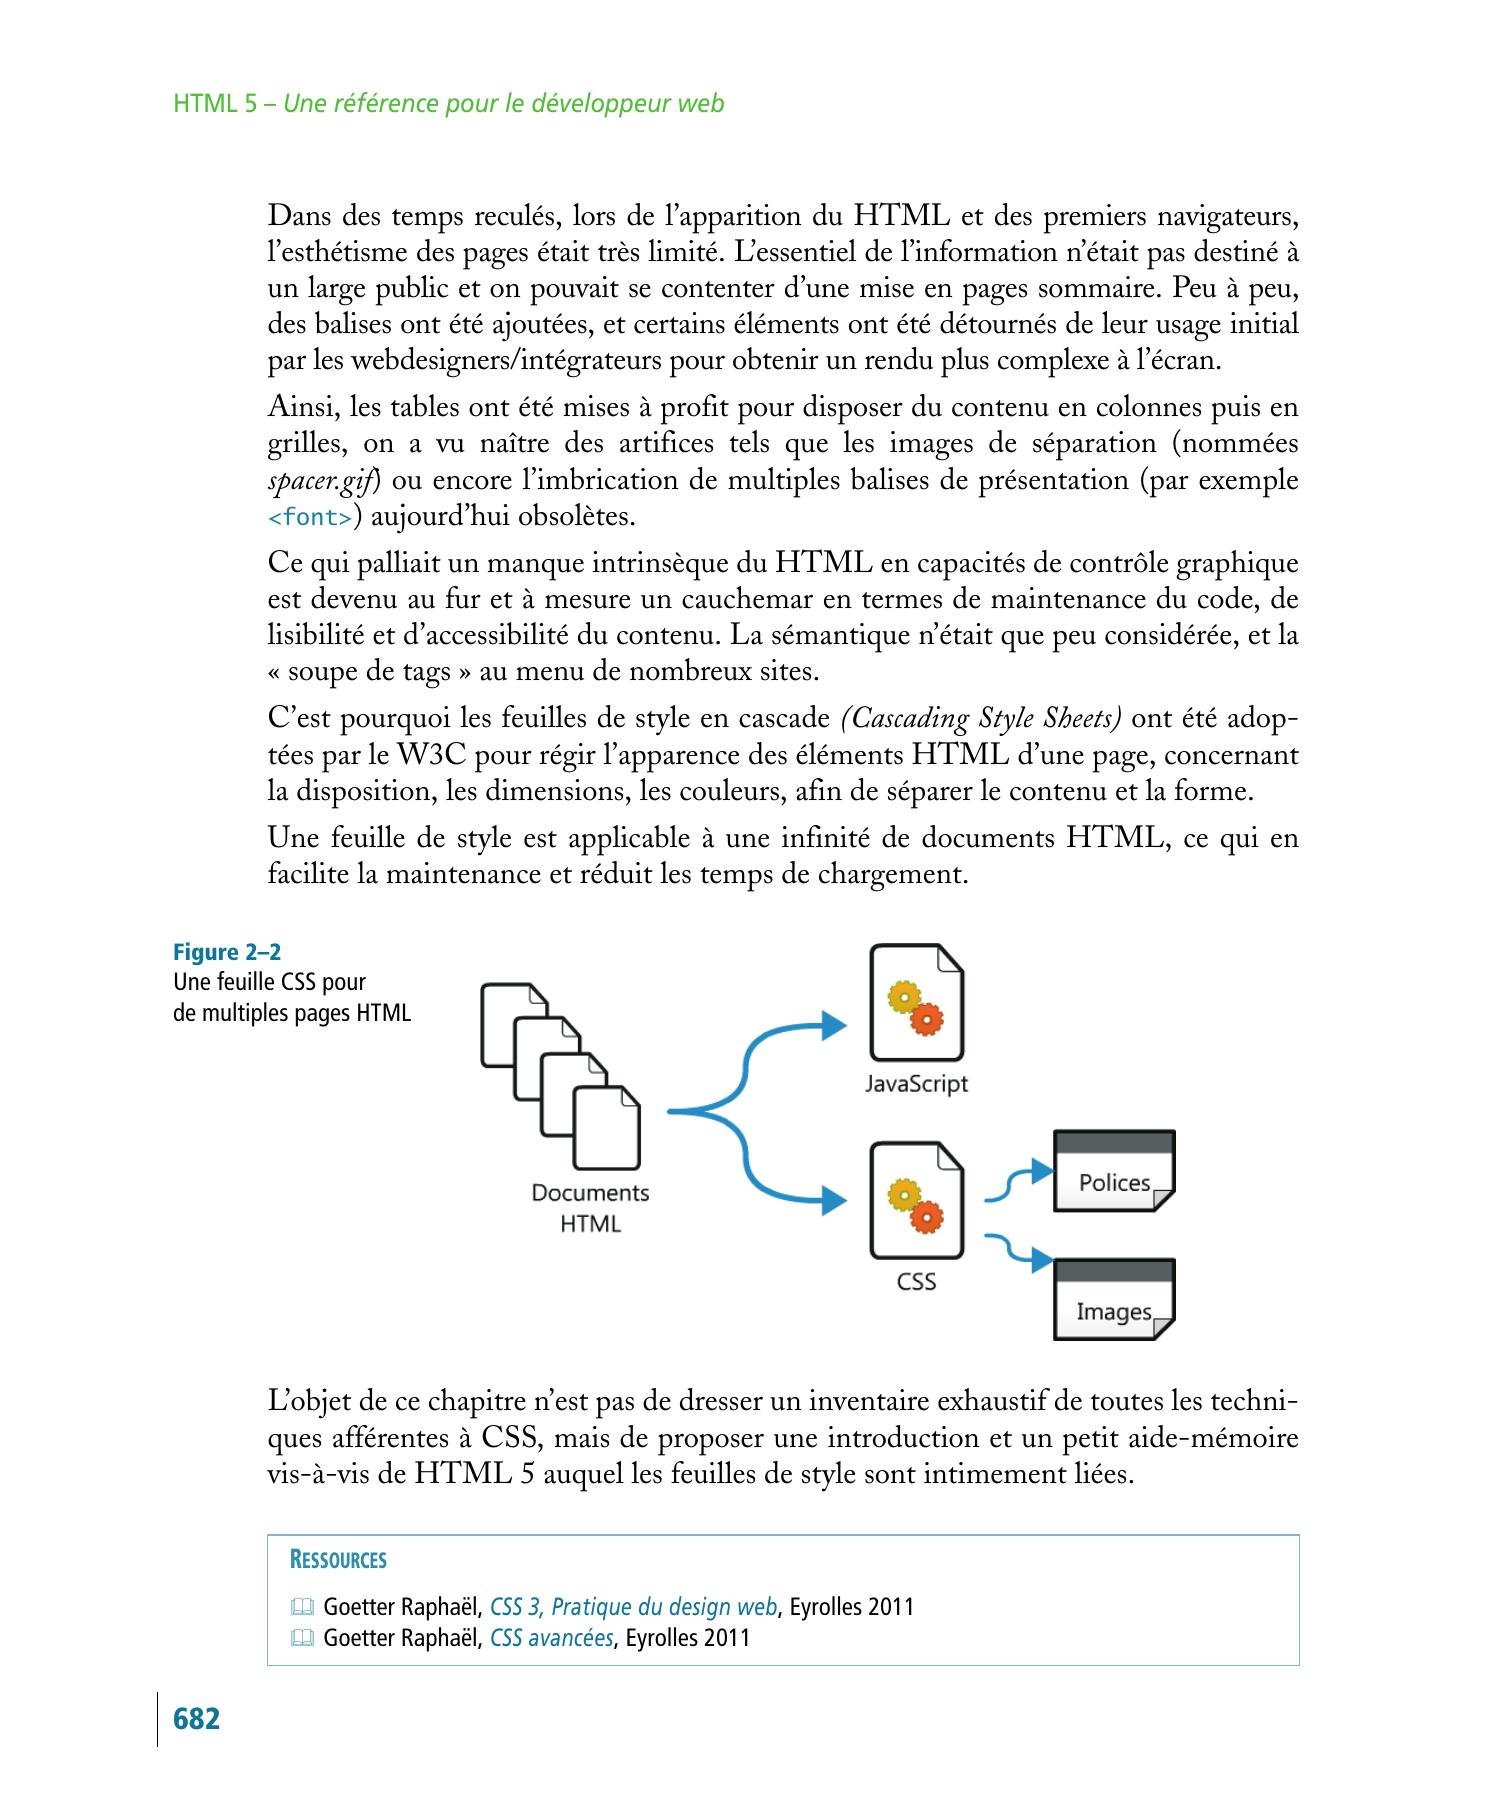 HTML 5 – Une référence pour le développeur web
Dans des temps reculés, lors de l’apparition du HTML et des premiers navigateurs,
l’esthétisme des pages était très limité. L’essentiel de l’information n’était pas destiné à
un large public et on pouvait se contenter d’une mise en pages sommaire. Peu à peu,
des balises ont été ajoutées, et certains éléments ont été détournés de leur usage initial
par les webdesigners/intégrateurs pour obtenir un rendu plus complexe à l’écran.
Ainsi, les tables ont été mises à profit pour disposer du contenu en colonnes puis en
grilles, on a vu naître des artifices tels que les images de séparation (nommées
spacer.gif) ou encore l’imbrication de multiples balises de présentation (par exemple
<font>) aujourd’hui obsolètes.
Ce qui palliait un manque intrinsèque du HTML en capacités de contrôle graphique
est devenu au fur et à mesure un cauchemar en termes de maintenance du code, de
lisibilité et d’accessibilité du contenu. La sémantique n’était que peu considérée, et la
« soupe de tags » au menu de nombreux sites.
C’est pourquoi les feuilles de style en cascade (Cascading Style Sheets) ont été adop-
tées par le W3C pour régir l’apparence des éléments HTML d’une page, concernant
la disposition, les dimensions, les couleurs, afin de séparer le contenu et la forme.
Une feuille de style est applicable à une infinité de documents HTML, ce qui en
facilite la maintenance et réduit les temps de chargement.
Figure 2–2
Une feuille CSS pour
de multiples pages HTML
JavaScript
Documents
HTML
Polices
CSS
Images
L’objet de ce chapitre n’est pas de dresser un inventaire exhaustif de toutes les techni-
ques afférentes à CSS, mais de proposer une introduction et un petit aide-mémoire
vis-à-vis de HTML 5 auquel les feuilles de style sont intimement liées.
RESSOURCES
Goetter Raphaël, CSS 3, Pratique du design web, Eyrolles 2011
Goetter Raphaël, CSS avancées, Eyrolles 2011
682